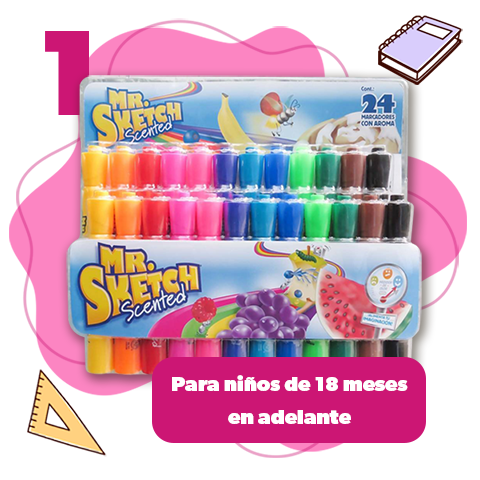 1
MR.
SKETCH
Scented
Cont.:
24
MARCADORES
CON AROMA
MR.
SKETCH
Scented
Para niños de 18 meses
en adelante